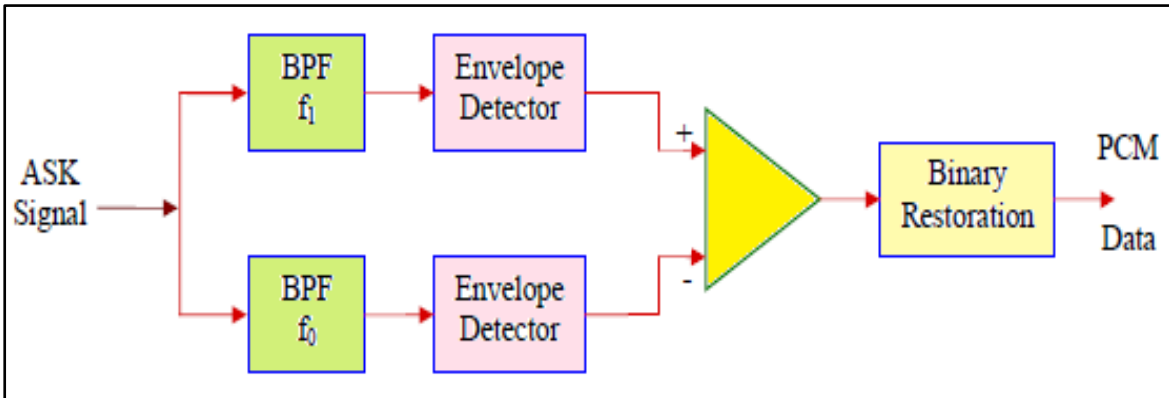 ASK
Signal
BPF
f₁
Envelope
Detector
BPF
f₀
Envelope
Detector
+
-
Binary
Restoration
PCM
Data